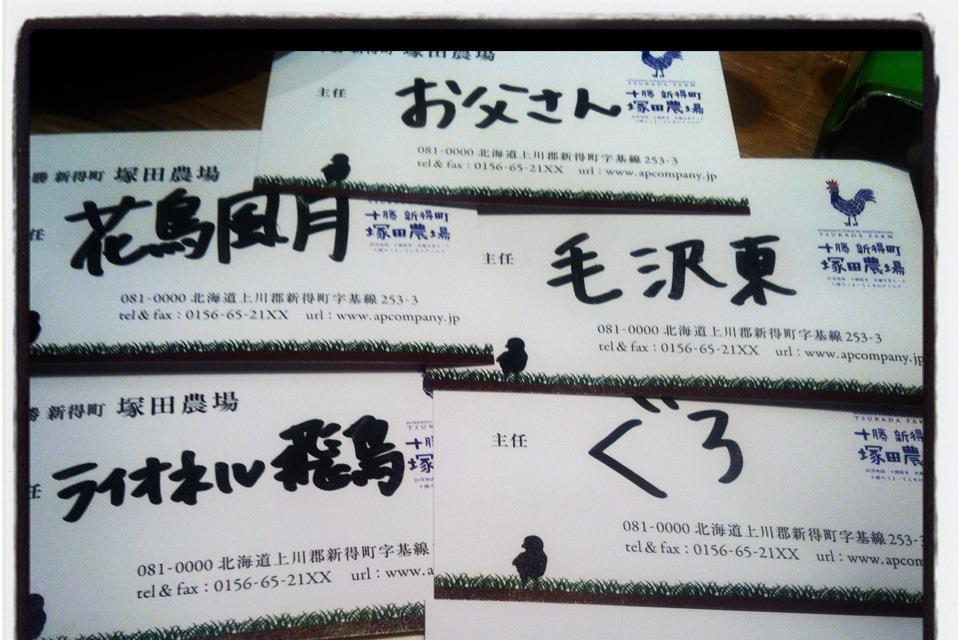 塚田農場
主任
お父さん
TSUKADA FARM
十勝 新得町
塚田農場
081-0000 北海道上川郡新得町字基線 253-3
tel & fax : 0156-65-21XX url : www.apcompany.jp
勝 新得町 塚田農場
任
花鳥風月
十勝 新得町
塚田農場
081-0000 北海道上川郡新得町字基線 253-3
tel & fax : 0156-65-21XX url : www.apcompany.jp
主任
毛沢東
TSUKADA FARM
十勝 新得町
塚田農場
081-0000 北海道上川郡新得町字基線 253-3
tel & fax : 0156-65-21XX url : www.apcompany.jp
勝 新得町 塚田農場
任
ライオネル飛鳥
十勝
塚
081-0000 北海道上川郡新得町字基線
tel & fax : 0156-65-21XX url : www.a
主任
ぐろ
TSUKADA FAR
十勝 新得
塚田農
081-0000 北海道上川郡新得町字基線 253-
tel & fax : 0156-65-21XX url : www.apcom